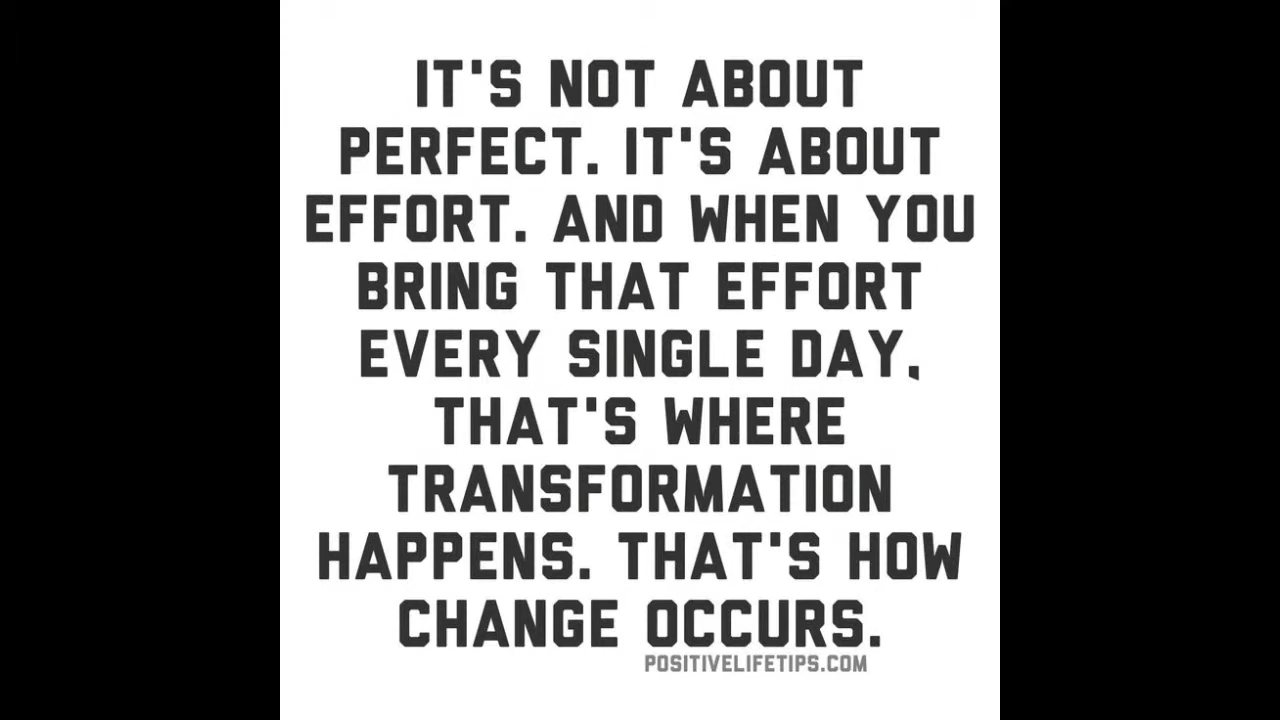 IT'S NOT ABOUT
PERFECT. IT'S ABOUT
EFFORT. AND WHEN YOU
BRING THAT EFFORT
EVERY SINGLE DAY,
THAT'S WHERE
TRANSFORMATION
HAPPENS. THAT'S HOW
CHANGE OCCURS.
POSITIVELIFETIPS.COM